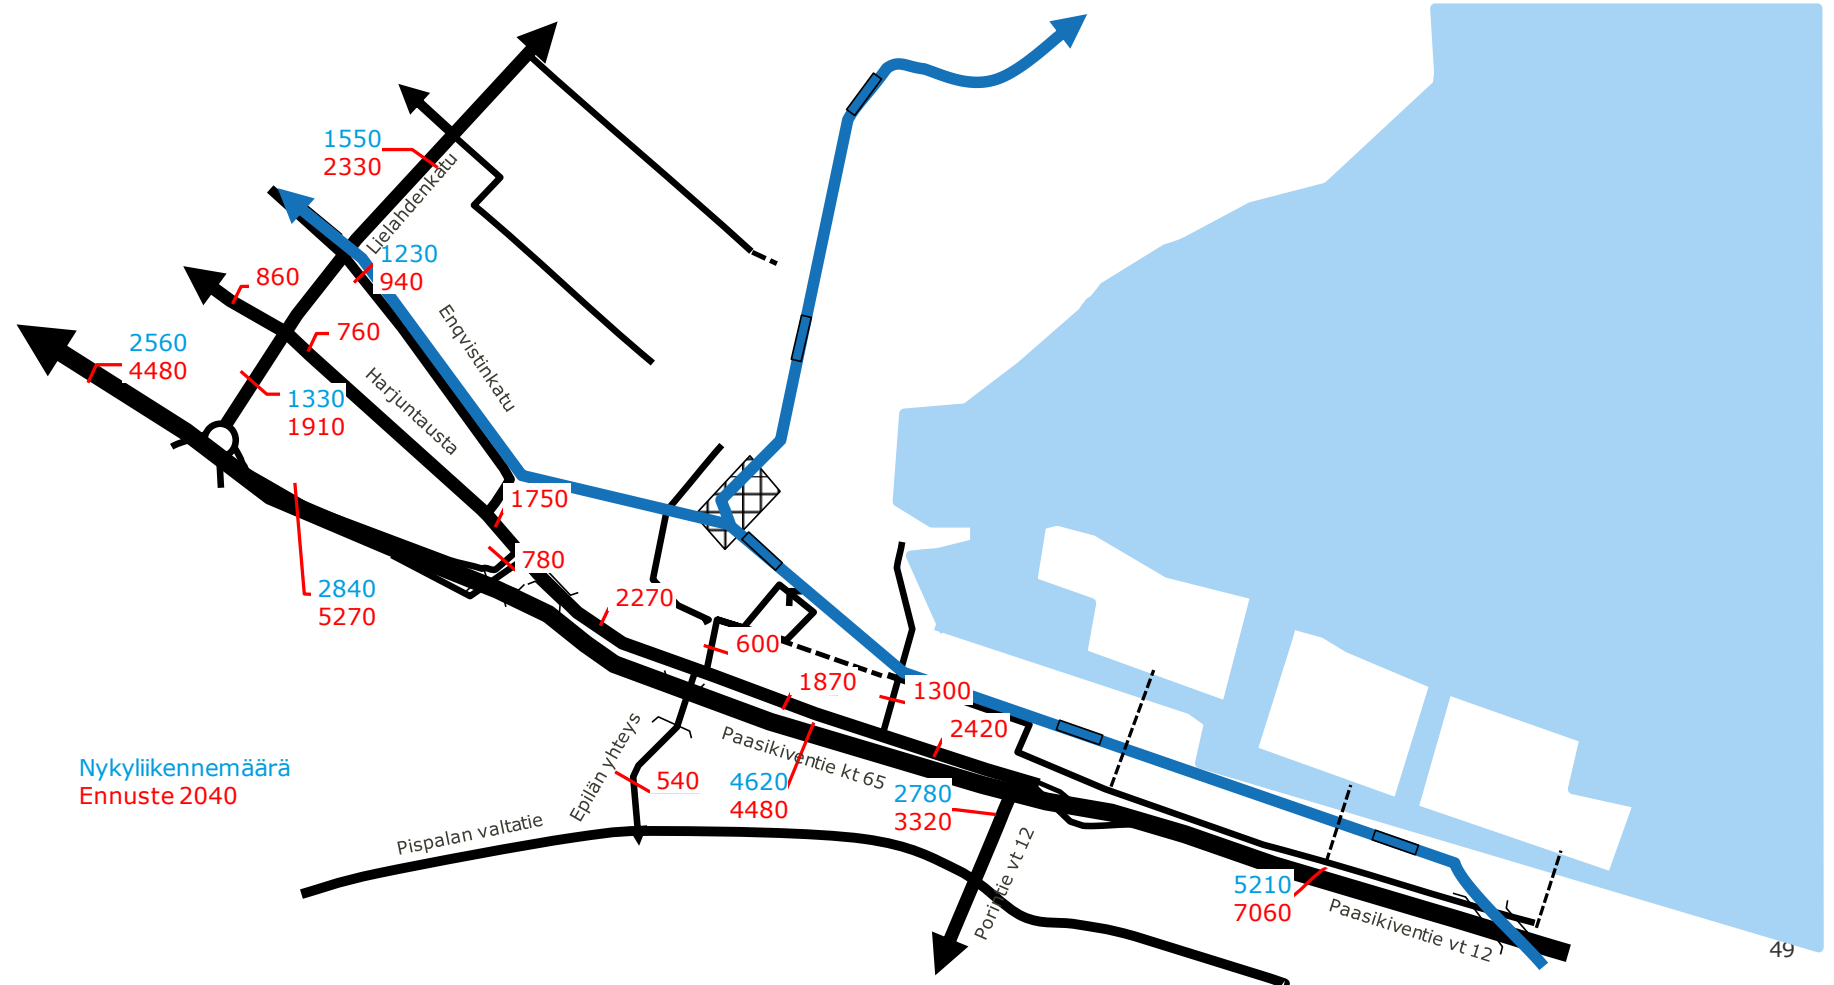 1550
2330
Lielahdenkatu
1230
940
860
760
2560
4480
Enqvistinkatu
1330
1910
Harjuntausta
1750
780
2840
5270
2270
600
1870
1300
2420
Epilän yhteys
540
Paasikiventie kt 65
4620
4480
2780
3320
Nykyliikennemäärä
Ennuste 2040
Pispalan valtatie
Porintie vt 12
5210
7060
Paasikiventie vt 12
49